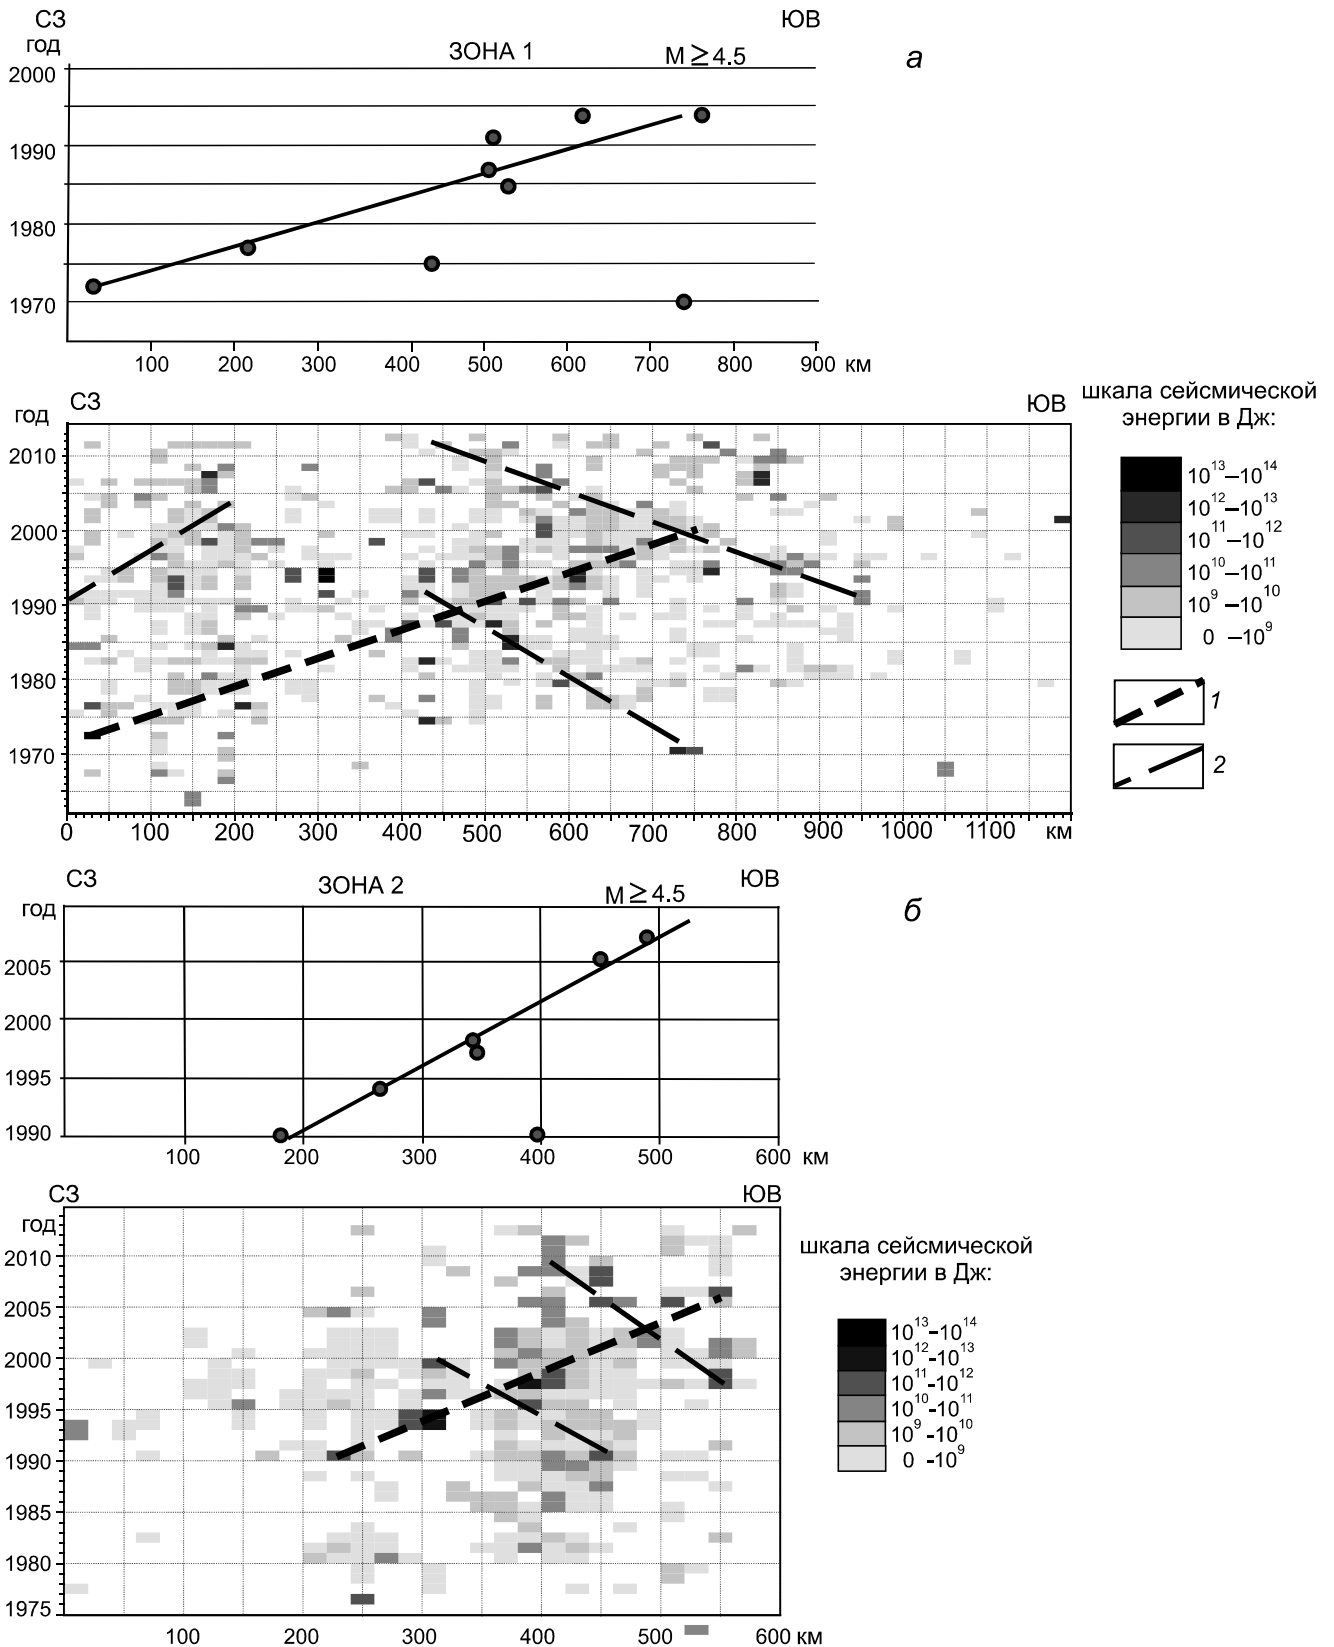 СЗ ЮВ
год ЗОНА 1 M ≥ 4.5 а
2000
1990
1980
1970
100 200 300 400 500 600 700 800 900 км
СЗ ЮВ
год
2010
2000
1990
1980
1970
0 100 200 300 400 500 600 700 800 900 1000 1100 км
шкала сейсмической
энергии в Дж:
10¹³–10¹⁴
10¹²–10¹³
10¹¹–10¹²
10¹⁰–10¹¹
10⁹–10¹⁰
0 –10⁹
1
2
СЗ ЗОНА 2 M ≥ 4.5 ЮВ б
год
2005
2000
1995
1990
100 200 300 400 500 600 км
СЗ ЮВ
год
2010
2005
2000
1995
1990
1985
1980
1975
100 200 300 400 500 600 км
шкала сейсмической
энергии в Дж:
10¹³-10¹⁴
10¹²-10¹³
10¹¹-10¹²
10¹⁰-10¹¹
10⁹-10¹⁰
0 -10⁹